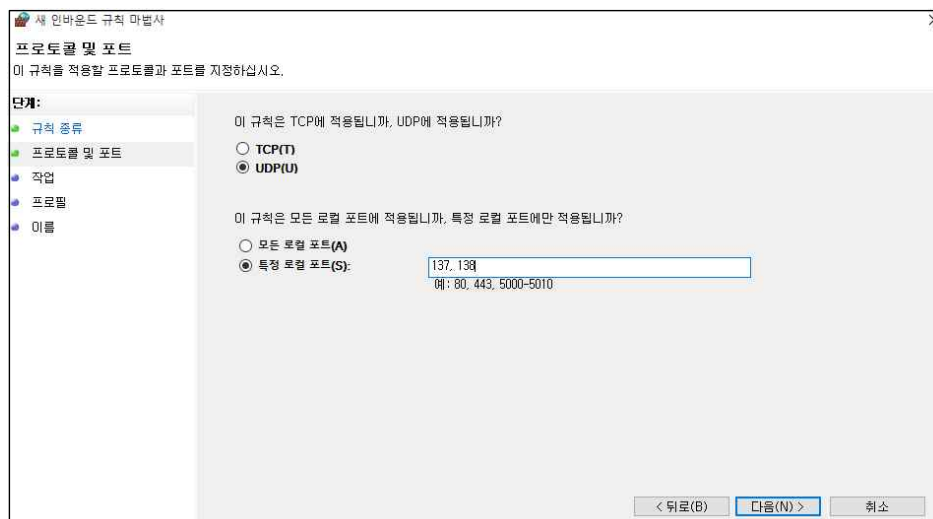 새 인바운드 규칙 마법사
프로토콜 및 포트
이 규칙을 적용할 프로토콜과 포트를 지정하십시오.
단계:
규칙 종류
프로토콜 및 포트
작업
프로필
이름
이 규칙은 TCP에 적용됩니까, UDP에 적용됩니까?
TCP(T)
UDP(U)
이 규칙은 모든 로컬 포트에 적용됩니까, 특정 로컬 포트에만 적용됩니까?
모든 로컬 포트(A)
특정 로컬 포트(S): 137, 138
예: 80, 443, 5000-5010
< 뒤로(B) 다음(N) > 취소